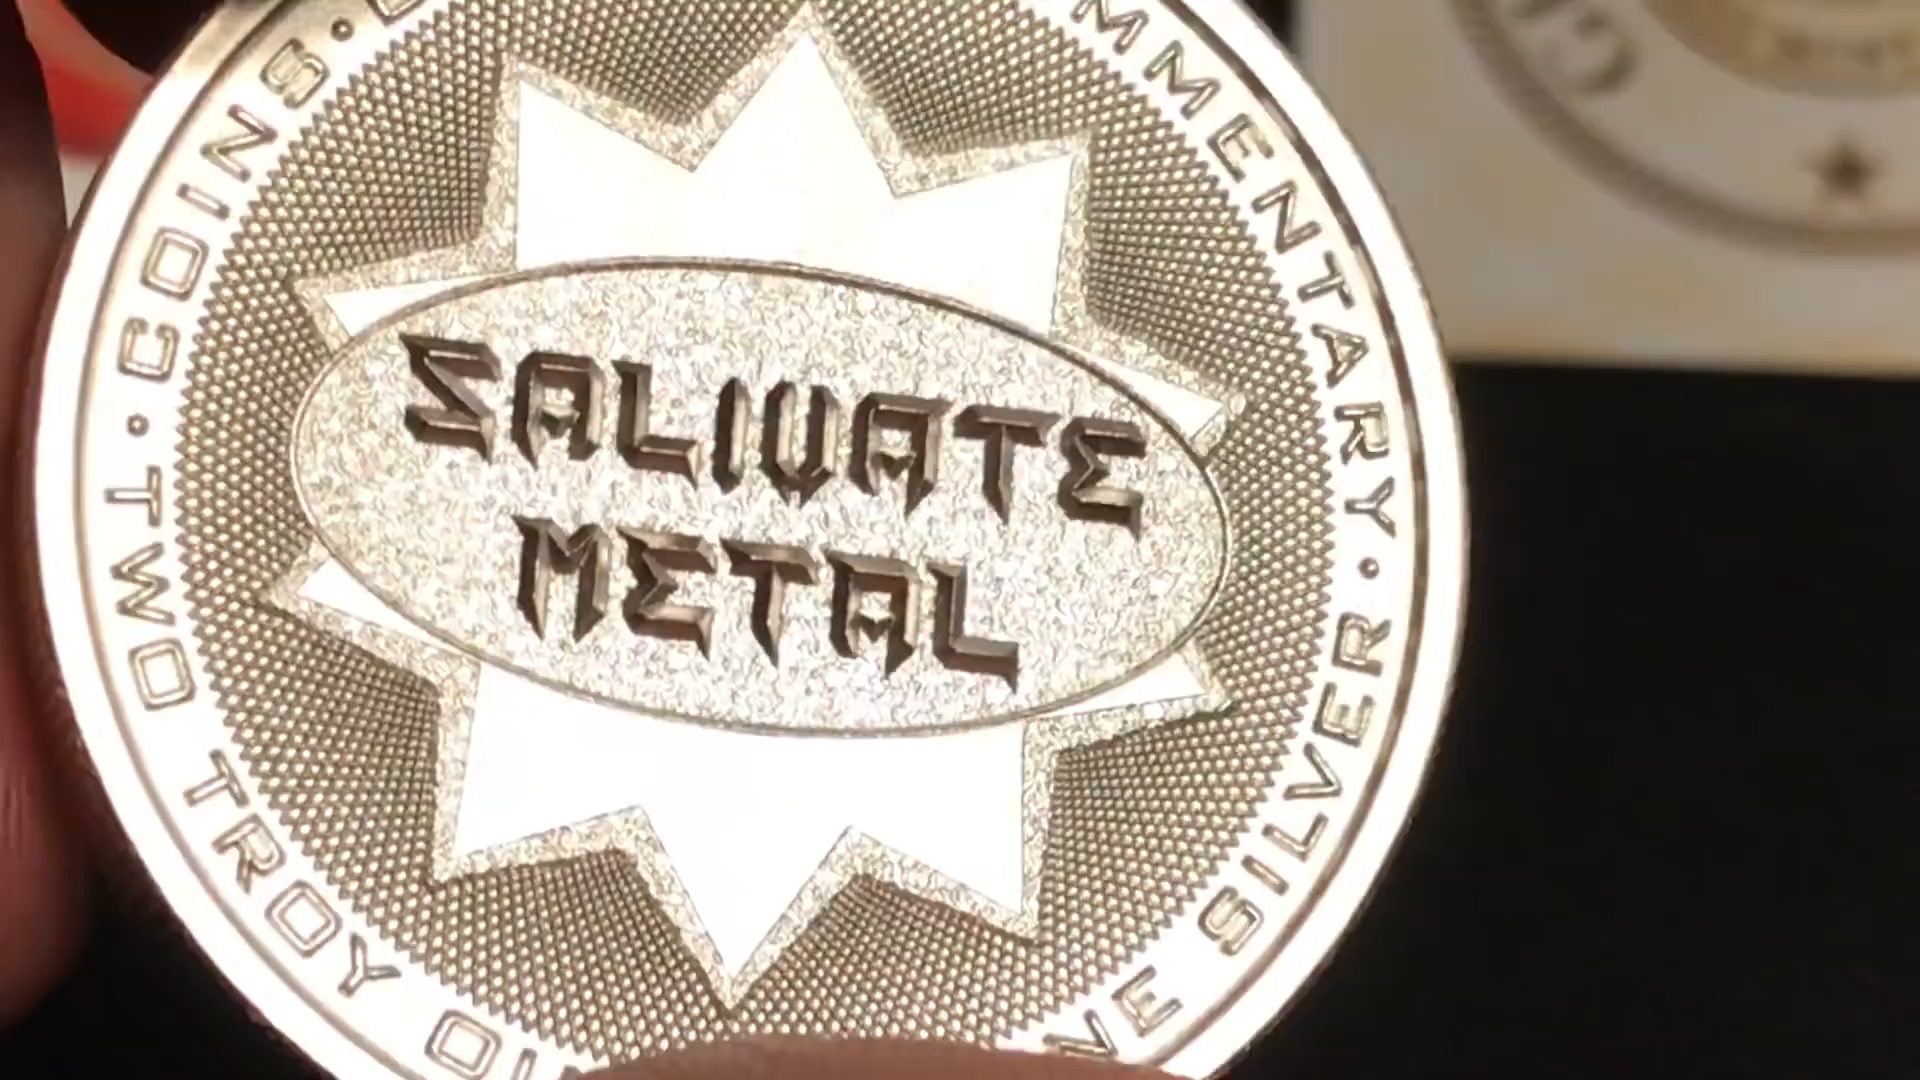 SALIVATE
METAL
COINS •
MMENTARY • SILVER
• TWO TROY